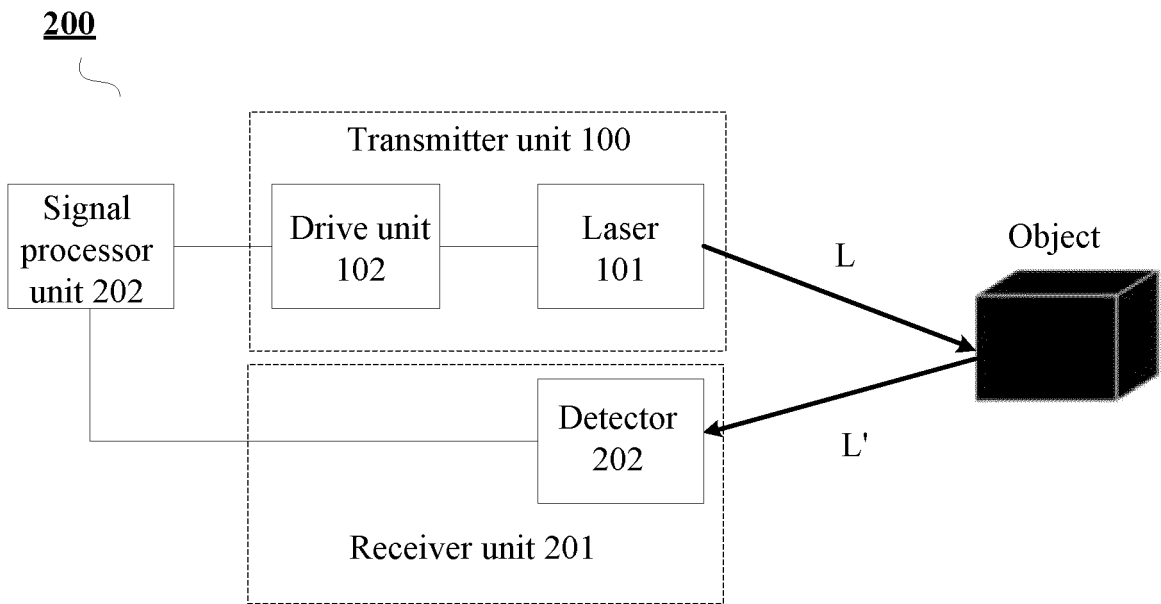 200
Transmitter unit 100
Signal
processor
unit 202
Drive unit
102
Laser
101
L
Object
Detector
202
L'
Receiver unit 201